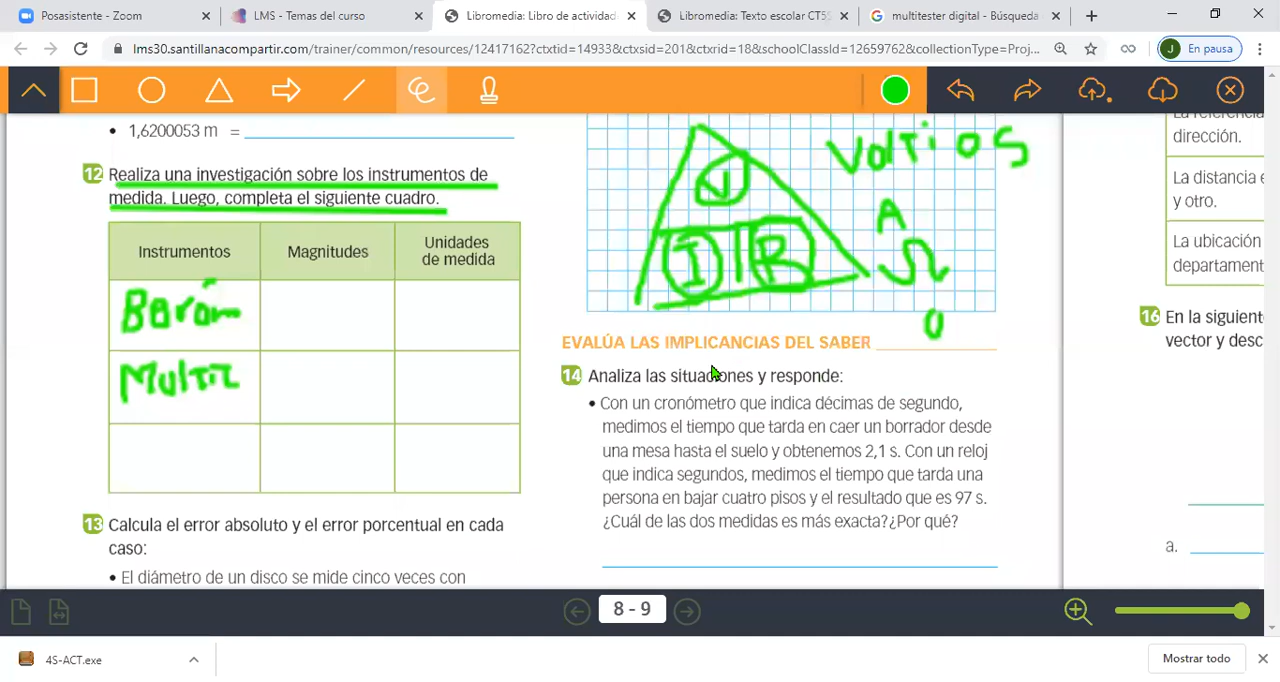 Posasistente - Zoom
LMS - Temas del curso
Libromedia: Libro de actividad
Libromedia: Texto escolar CT5S
multitester digital - Búsqueda
lms30.santillanacompartir.com/trainer/common/resources/12417162?ctxtid=14933&ctxsid=201&ctxrid=18&schoolClassId=12659762&collectionType=Proj...
J En pausa
• 1,6200053 m =
12 Realiza una investigación sobre los instrumentos de
medida. Luego, completa el siguiente cuadro.
Instrumentos Magnitudes Unidades
de medida
Baróm
Multit
13 Calcula el error absoluto y el error porcentual en cada
caso:
• El diámetro de un disco se mide cinco veces con
V
I R
Voltios
A
Ω
EVALÚA LAS IMPLICANCIAS DEL SABER
14 Analiza las situaciones y responde:
• Con un cronómetro que indica décimas de segundo,
medimos el tiempo que tarda en caer un borrador desde
una mesa hasta el suelo y obtenemos 2,1 s. Con un reloj
que indica segundos, medimos el tiempo que tarda una
persona en bajar cuatro pisos y el resultado que es 97 s.
¿Cuál de las dos medidas es más exacta?¿Por qué?
La referencia
dirección.
La distancia e
y otro.
La ubicación
departament
16 En la siguient
vector y desc
a.
8 - 9
4S-ACT.exe
Mostrar todo